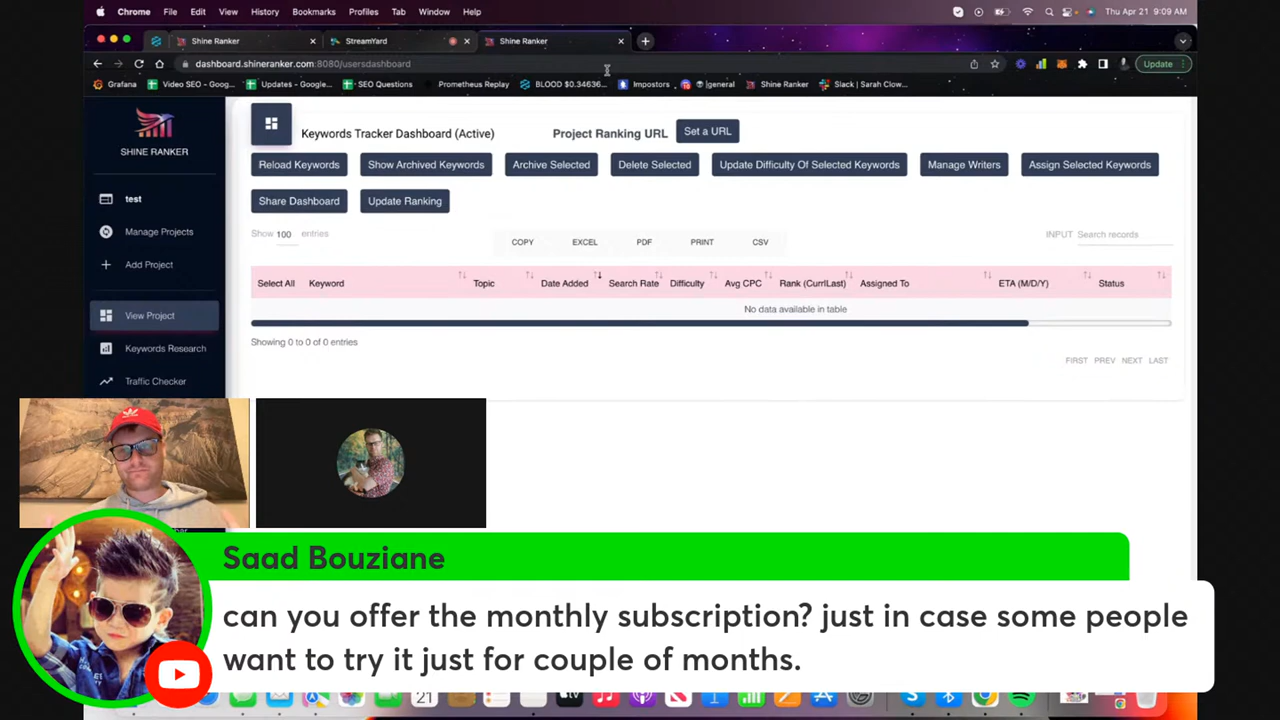 Chrome File Edit View History Bookmarks Profiles Tab Window Help Thu Apr 21 9:09 AM
Shine Ranker StreamYard Shine Ranker
dashboard.shineranker.com:8080/usersdashboard Update
Grafana Video SEO - Goog... Updates - Google... SEO Questions Prometheus Replay BLOOD $0.34636... Impostors general Shine Ranker Slack | Sarah Clow...
SHINE RANKER
test
Manage Projects
Add Project
View Project
Keywords Research
Traffic Checker
Keywords Tracker Dashboard (Active) Project Ranking URL Set a URL
Reload Keywords Show Archived Keywords Archive Selected Delete Selected Update Difficulty Of Selected Keywords Manage Writers Assign Selected Keywords
Share Dashboard Update Ranking
Show 100 entries COPY EXCEL PDF PRINT CSV INPUT Search records
Select All Keyword Topic Date Added Search Rate Difficulty Avg CPC Rank (Curr|Last) Assigned To ETA (M/D/Y) Status
No data available in table
Showing 0 to 0 of 0 entries
FIRST PREV NEXT LAST
Saad Bouziane
can you offer the monthly subscription? just in case some people
want to try it just for couple of months.
21